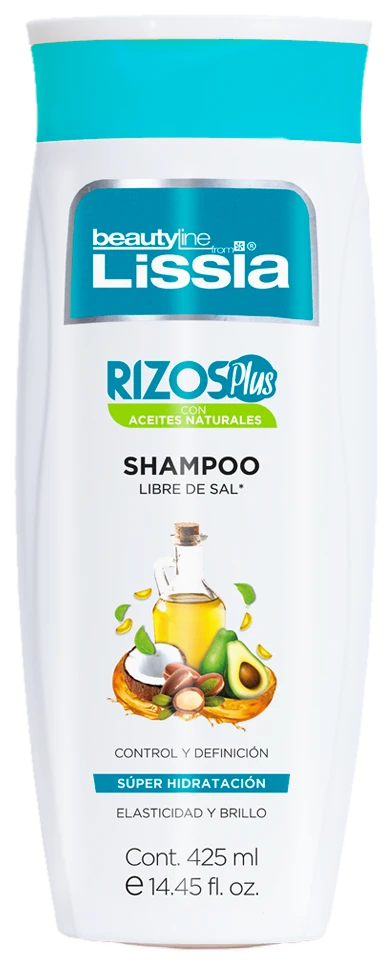 beautyline
from ®
Lissia
RIZOS Plus
CON
ACEITES NATURALES
SHAMPOO
LIBRE DE SAL*
CONTROL Y DEFINICIÓN
SÚPER HIDRATACIÓN
ELASTICIDAD Y BRILLO
Cont. 425 ml
e 14.45 fl. oz.